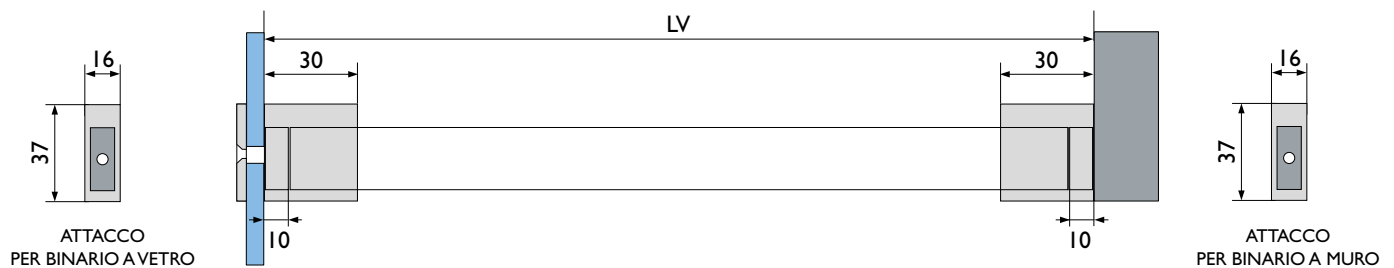 LV
16
30
30
16
37
37
10
10
ATTACCO
PER BINARIO A VETRO
ATTACCO
PER BINARIO A MURO